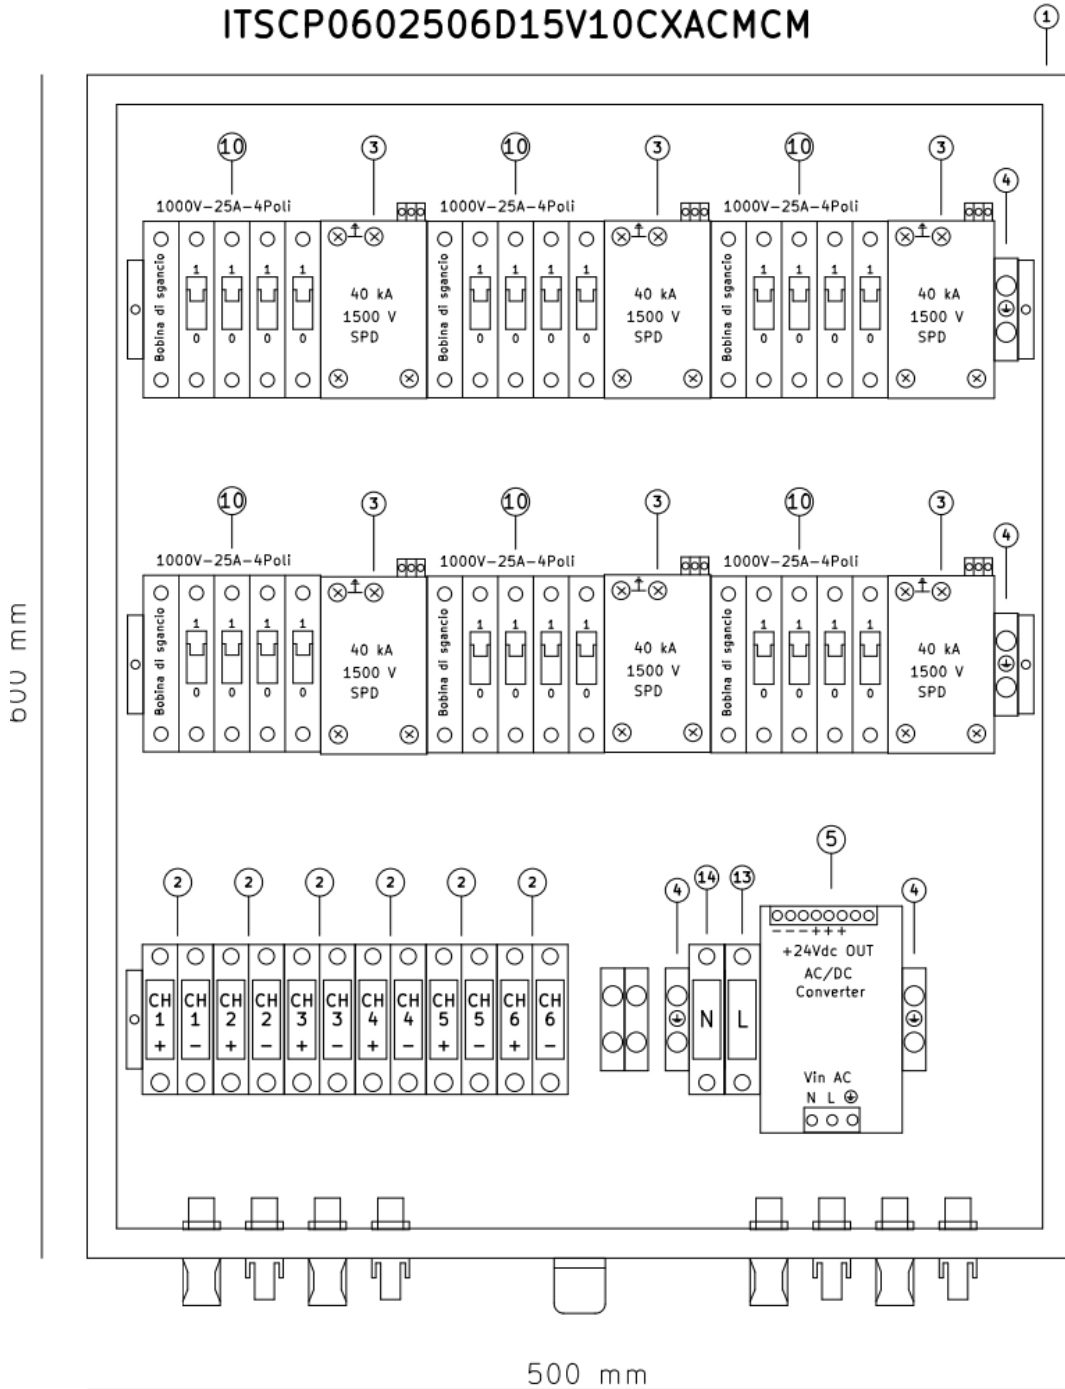 ITSCP0602506D15V10CXACMCM
1
10 3 10 3 10 3
4
1000V-25A-4Poli 1000V-25A-4Poli 1000V-25A-4Poli
Bobina di sgancio 1 1 1 1 Bobina di sgancio 1 1 1 1 Bobina di sgancio 1 1 1 1
40 kA 40 kA 40 kA
1500 V 1500 V 1500 V
0 0 0 0 SPD 0 0 0 0 SPD 0 0 0 0 SPD
10 3 10 3 10 3
4
1000V-25A-4Poli 1000V-25A-4Poli 1000V-25A-4Poli
Bobina di sgancio 1 1 1 1 Bobina di sgancio 1 1 1 1 Bobina di sgancio 1 1 1 1
40 kA 40 kA 40 kA
1500 V 1500 V 1500 V
0 0 0 0 SPD 0 0 0 0 SPD 0 0 0 0 SPD
600 mm
5
2 2 2 2 2 2 4 14 13 4
- - - + + +
+24Vdc OUT
AC/DC
Converter
CH CH CH CH CH CH CH CH CH CH CH CH
1 1 2 2 3 3 4 4 5 5 6 6 N L
+ - + - + - + - + - + -
Vin AC
N L
500 mm